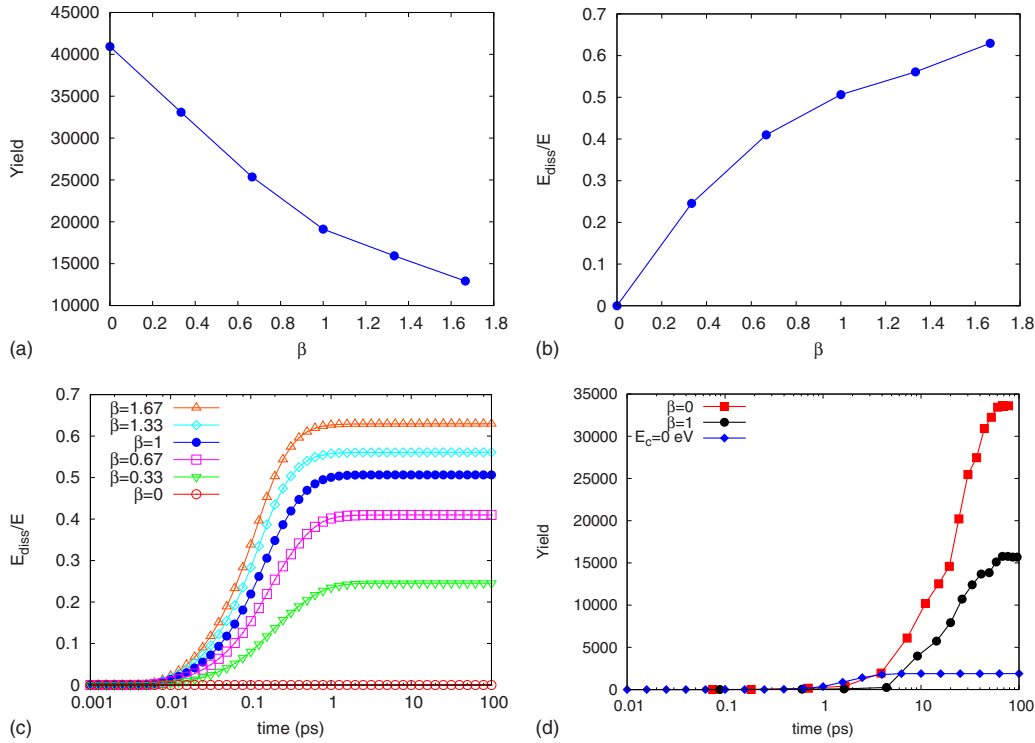 45000
40000
35000
30000
25000
20000
15000
10000
Yield
0 0.2 0.4 0.6 0.8 1 1.2 1.4 1.6 1.8
β
(a)
0.7
0.6
0.5
0.4
0.3
0.2
0.1
0
E_diss/E
0 0.2 0.4 0.6 0.8 1 1.2 1.4 1.6 1.8
β
(b)
0.7
0.6
0.5
0.4
0.3
0.2
0.1
0
E_diss/E
β=1.67
β=1.33
β=1
β=0.67
β=0.33
β=0
0.001 0.01 0.1 1 10 100
time (ps)
(c)
35000
30000
25000
20000
15000
10000
5000
0
Yield
β=0
β=1
E_c=0 eV
0.01 0.1 1 10 100
time (ps)
(d)